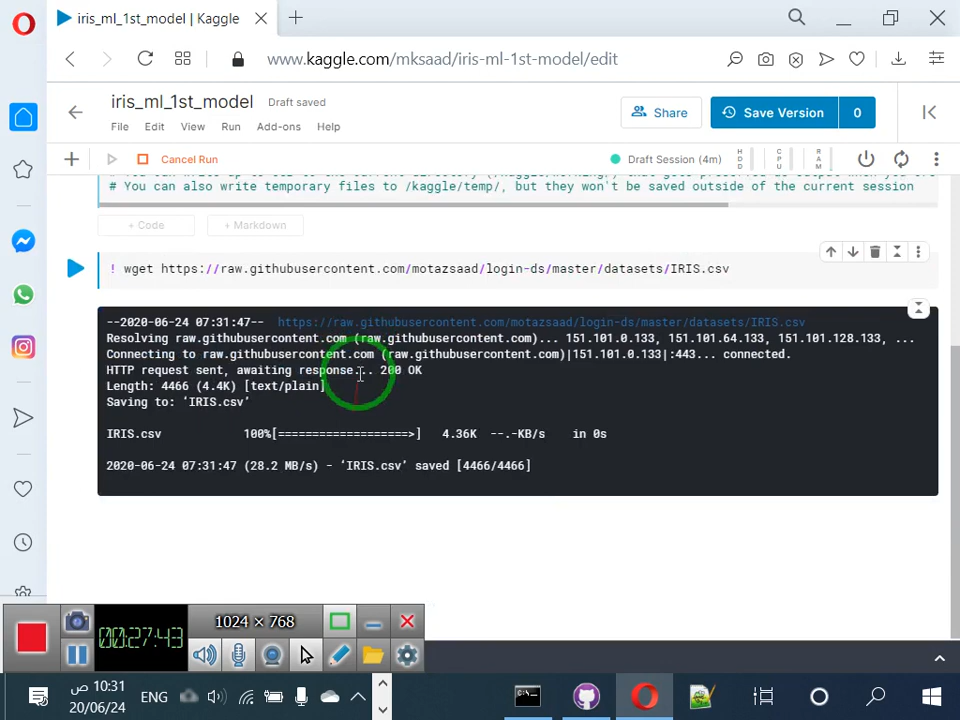 iris_ml_1st_model | Kaggle
www.kaggle.com/mksaad/iris-ml-1st-model/edit
iris_ml_1st_model Draft saved
Share
Save Version 0
File Edit View Run Add-ons Help
Cancel Run
Draft Session (4m)
HDD
CPU
RAM
# You can also write temporary files to /kaggle/temp/, but they won't be saved outside of the current session
+ Code
+ Markdown
! wget https://raw.githubusercontent.com/motazsaad/login-ds/master/datasets/IRIS.csv
--2020-06-24 07:31:47-- https://raw.githubusercontent.com/motazsaad/login-ds/master/datasets/IRIS.csv
Resolving raw.githubusercontent.com (raw.githubusercontent.com)... 151.101.0.133, 151.101.64.133, 151.101.128.133, ...
Connecting to raw.githubusercontent.com (raw.githubusercontent.com)|151.101.0.133|:443... connected.
HTTP request sent, awaiting response... 200 OK
Length: 4466 (4.4K) [text/plain]
Saving to: ‘IRIS.csv’
IRIS.csv 100%[===================>] 4.36K --.-KB/s in 0s
2020-06-24 07:31:47 (28.2 MB/s) - ‘IRIS.csv’ saved [4466/4466]
1024 × 768
00:27:43
10:31 ص
20/06/24
ENG